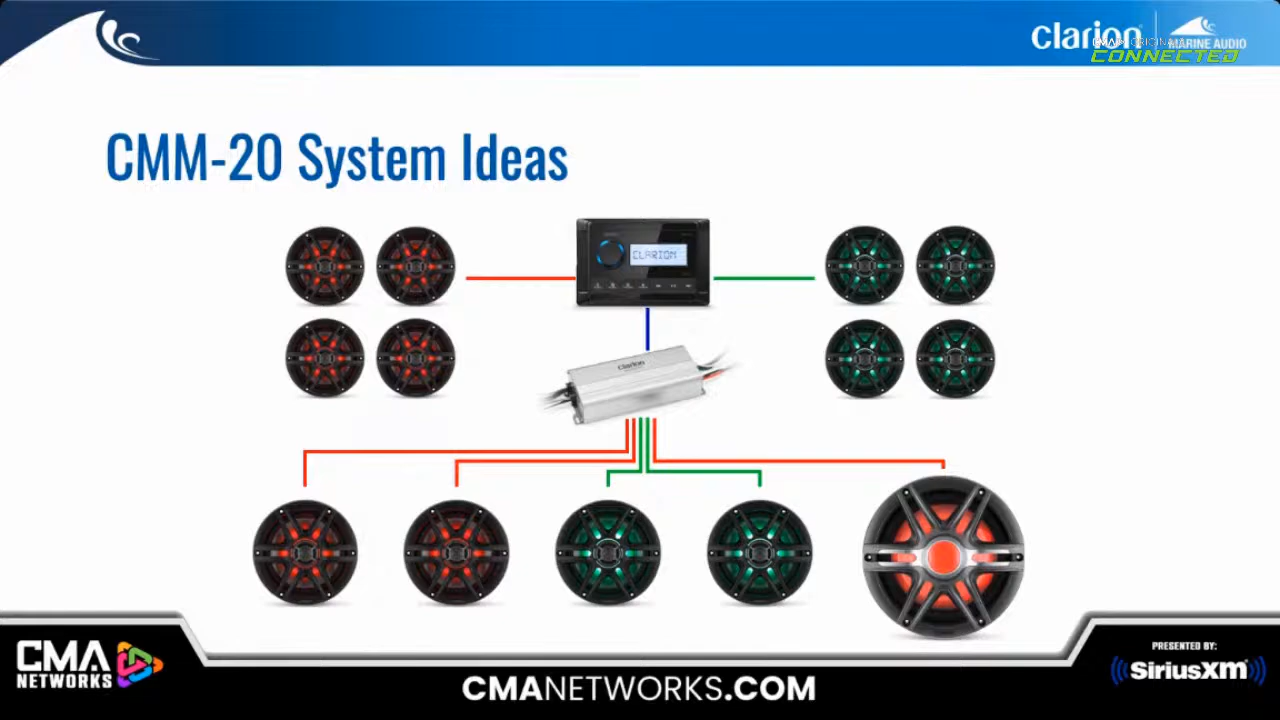 clarion
MARINE AUDIO
CONNECTED
CMM-20 System Ideas
CLARION
clarion
CMA
NETWORKS
CMANETWORKS.COM
PRESENTED BY:
SiriusXM